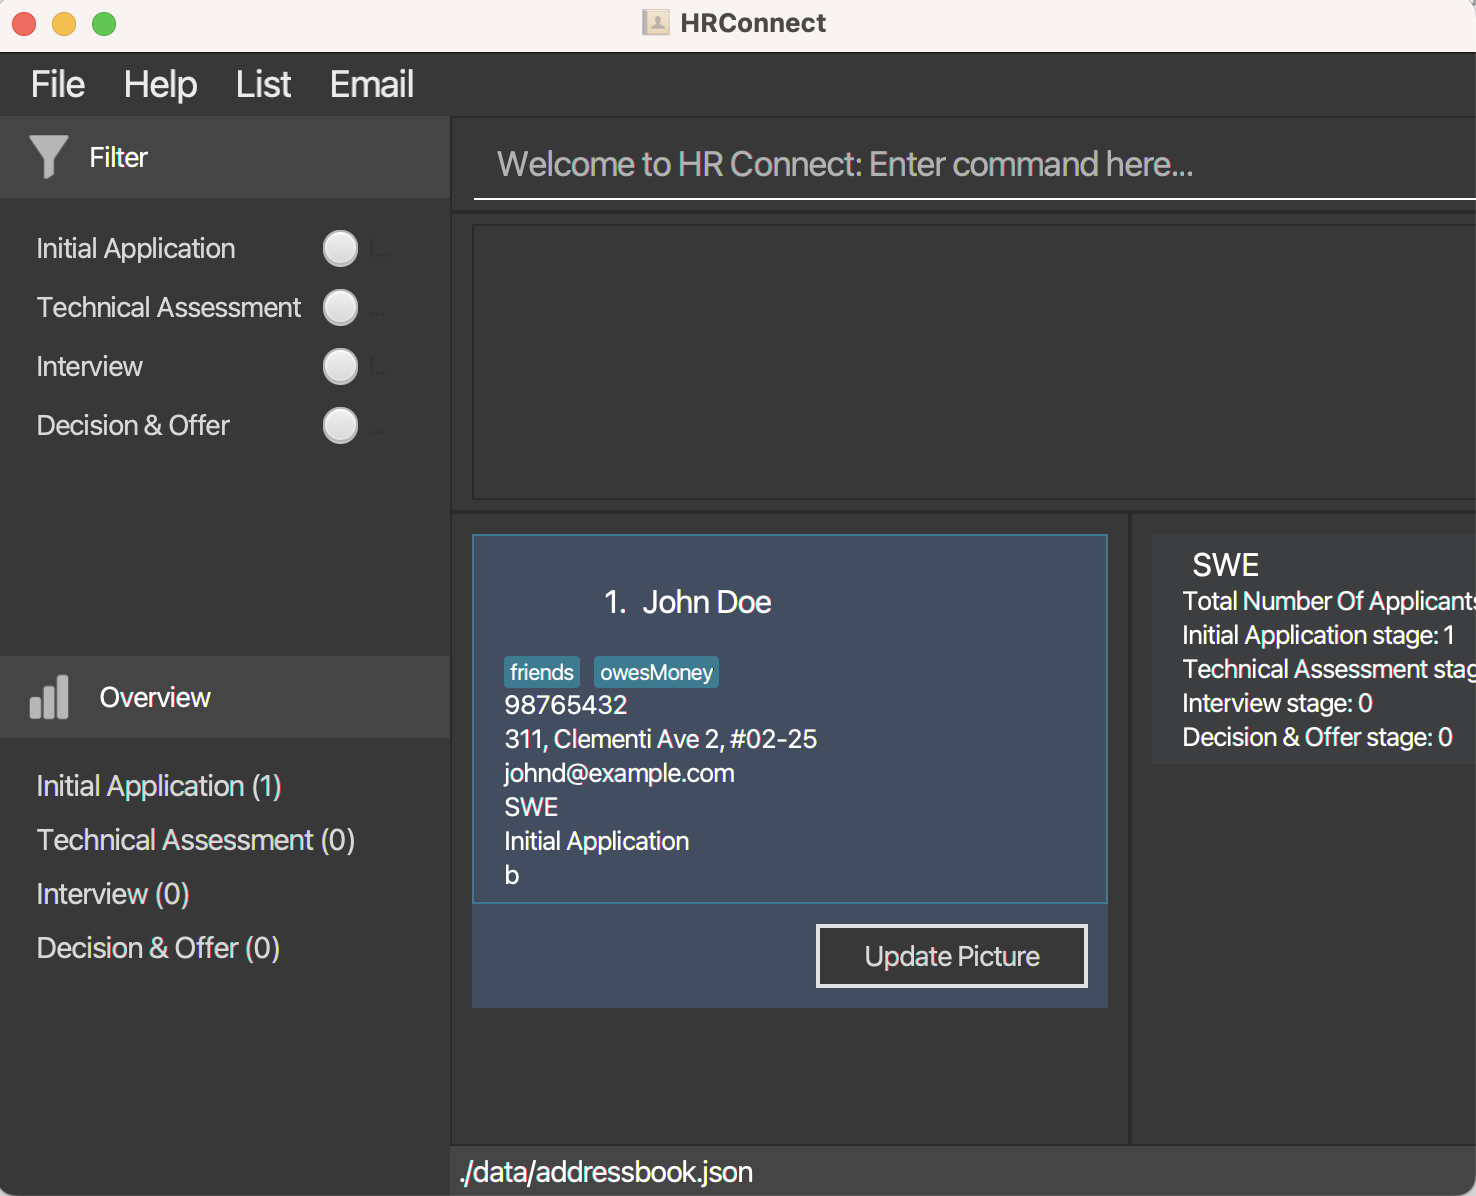 HRConnect
File Help List Email
Filter
Initial Application
Technical Assessment
Interview
Decision & Offer
Overview
Initial Application (1)
Technical Assessment (0)
Interview (0)
Decision & Offer (0)
Welcome to HR Connect: Enter command here...
1. John Doe
friends owesMoney
98765432
311, Clementi Ave 2, #02-25
johnd@example.com
SWE
Initial Application
b
Update Picture
SWE
Total Number Of Applicants
Initial Application stage: 1
Technical Assessment stag
Interview stage: 0
Decision & Offer stage: 0
./data/addressbook.json